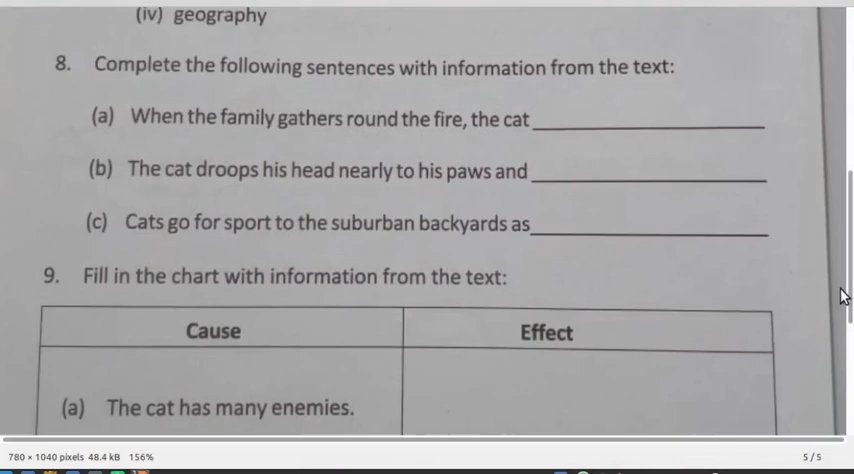 (iv) geography
8. Complete the following sentences with information from the text:
(a) When the family gathers round the fire, the cat
(b) The cat droops his head nearly to his paws and
(c) Cats go for sport to the suburban backyards as
9. Fill in the chart with information from the text:
Cause Effect
(a) The cat has many enemies.
780 × 1040 pixels 48.4 kB 156% 5 / 5